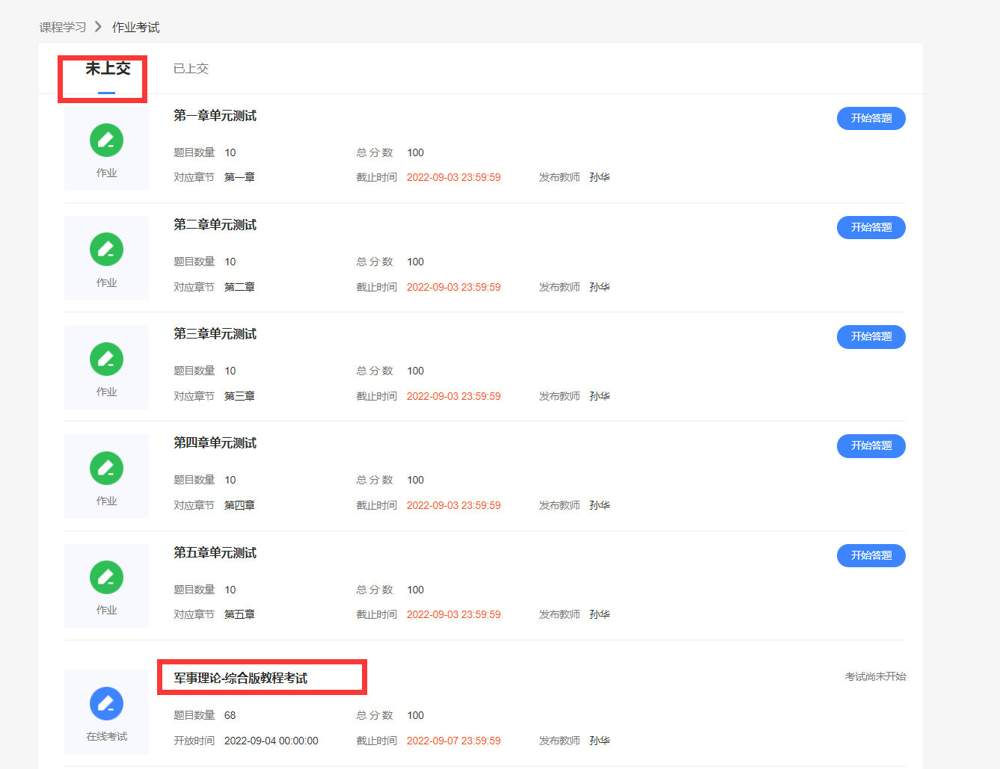 课程学习 > 作业考试
未上交 已上交
第一章单元测试 开始答题
题目数量 10 总分数 100
作业
对应章节 第一章 截止时间 2022-09-03 23:59:59 发布教师 孙华
第二章单元测试 开始答题
题目数量 10 总分数 100
作业
对应章节 第二章 截止时间 2022-09-03 23:59:59 发布教师 孙华
第三章单元测试 开始答题
题目数量 10 总分数 100
作业
对应章节 第三章 截止时间 2022-09-03 23:59:59 发布教师 孙华
第四章单元测试 开始答题
题目数量 10 总分数 100
作业
对应章节 第四章 截止时间 2022-09-03 23:59:59 发布教师 孙华
第五章单元测试 开始答题
题目数量 10 总分数 100
作业
对应章节 第五章 截止时间 2022-09-03 23:59:59 发布教师 孙华
军事理论-综合版教程考试 考试尚未开始
题目数量 68 总分数 100
在线考试
开放时间 2022-09-04 00:00:00 截止时间 2022-09-07 23:59:59 发布教师 孙华